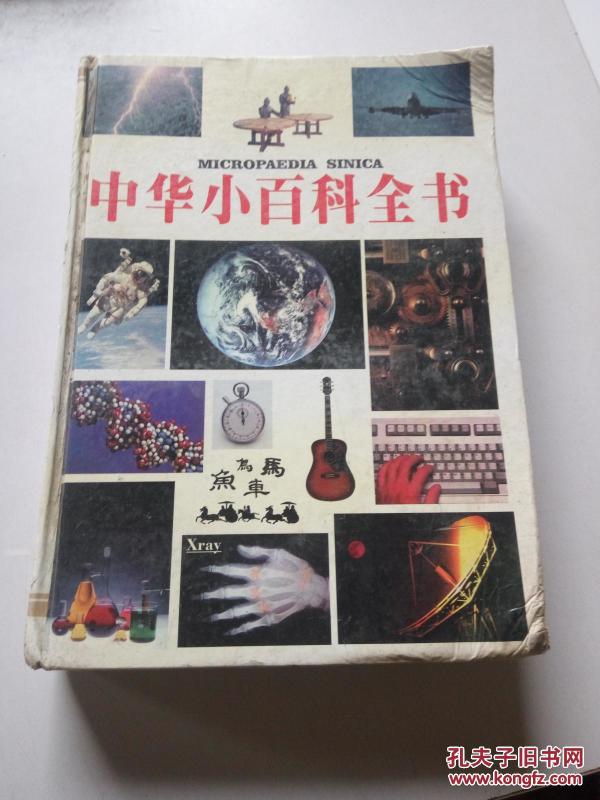 MICROPAEDIA SINICA
中华小百科全书
魚 為 車 馬
Xray
孔夫子旧书网
www.kongfz.com